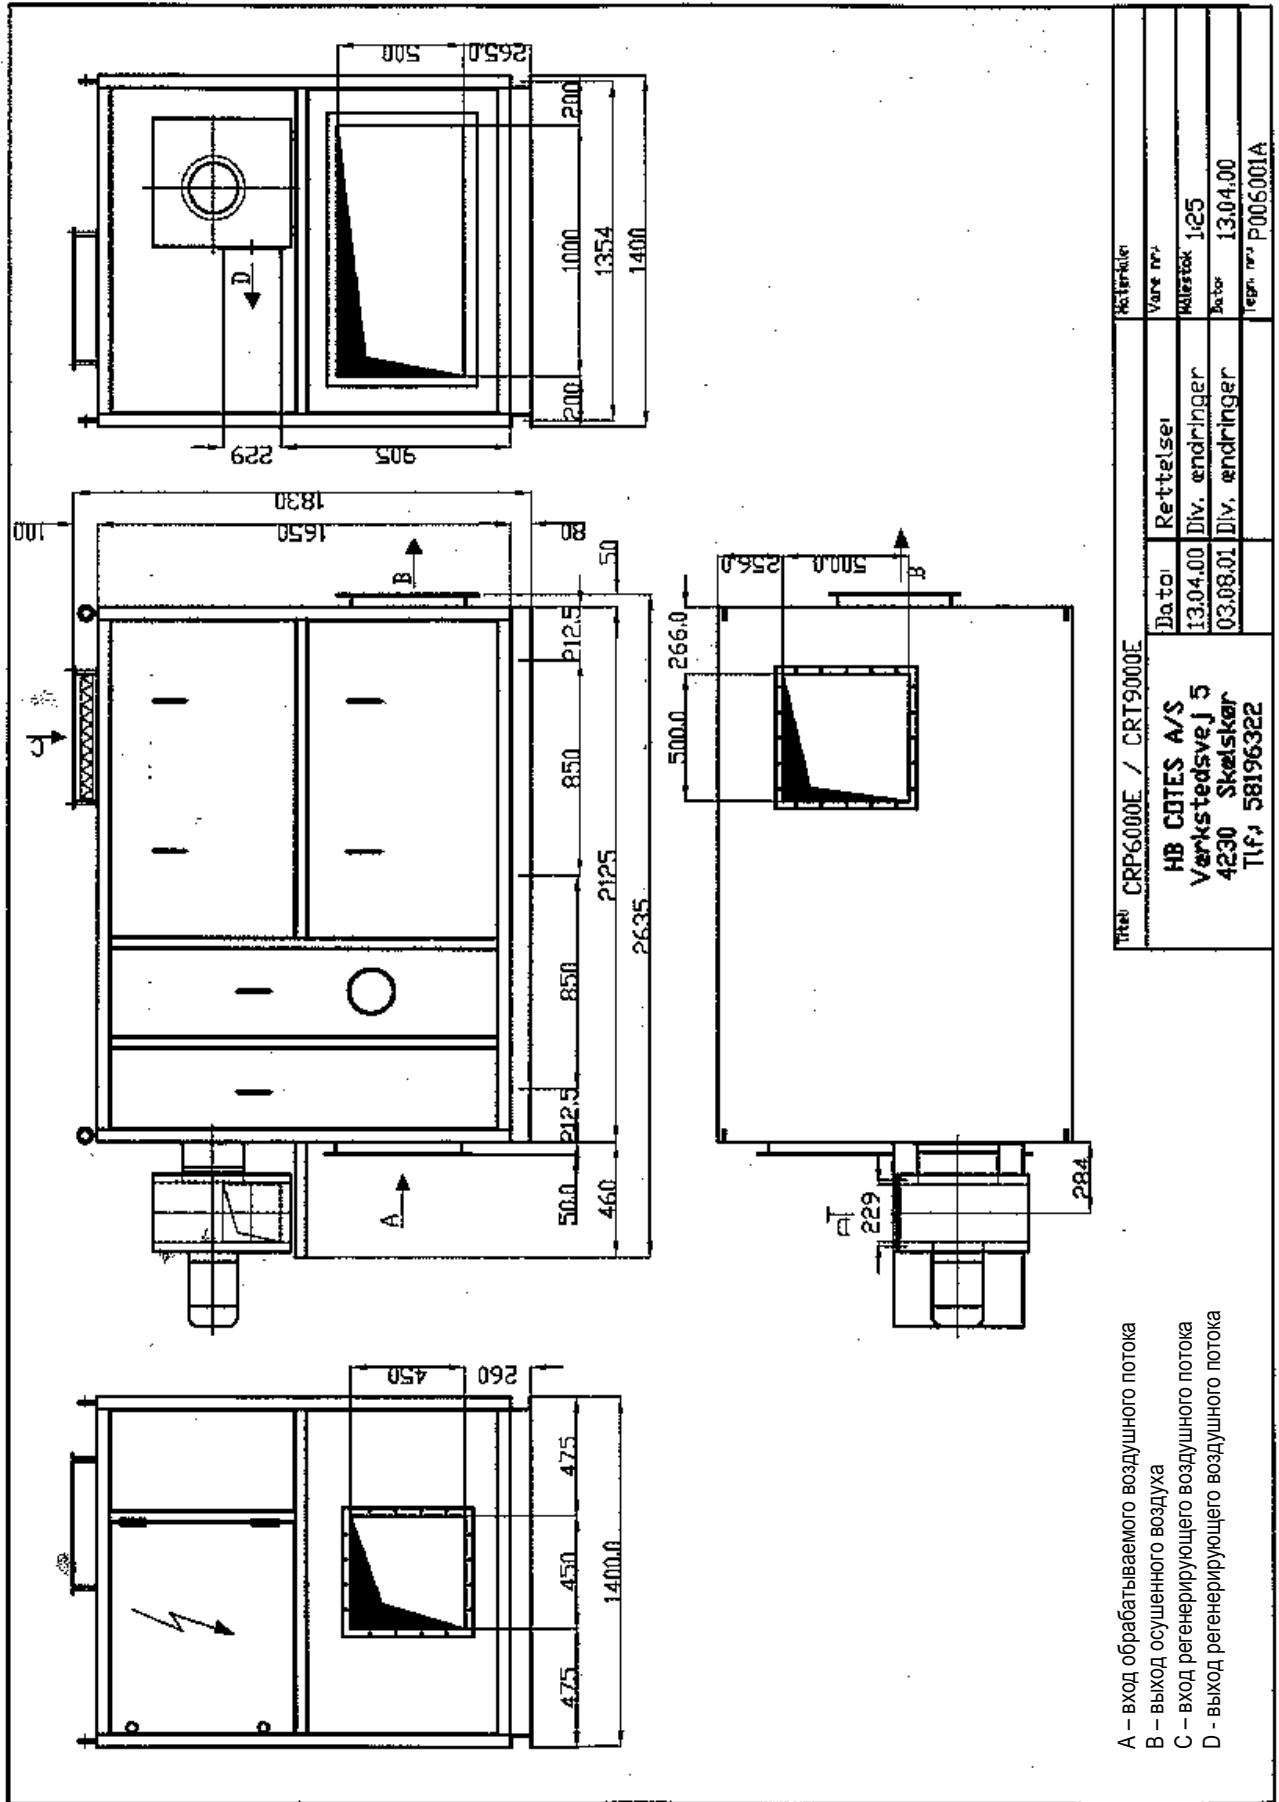 500
265.0
D
200
1000
200
1354
1400
229
905
100
1830
1650
80
50
C
B
212.5
850
850
212.5
50.0
2125
460
2635
A
256.0
500.0
B
266.0
500.0
229
284
450
260
475
450
475
1400.0
Titel: CRP6000E / CRT9000E
HB COTES A/S
Værkstedsvej 5
4230 Skælskør
Tlf. 58196322
Dato: Rettelser
13.04.00 Div. ændringer
03.08.01 Div. ændringer
Materiale:
Vare nr.:
Målestok 1:25
Dato: 13.04.00
Tegn. nr.: P006001A
A – вход обрабатываемого воздушного потока
B – выход осушенного воздуха
C – вход регенерирующего воздушного потока
D - выход регенерирующего воздушного потока